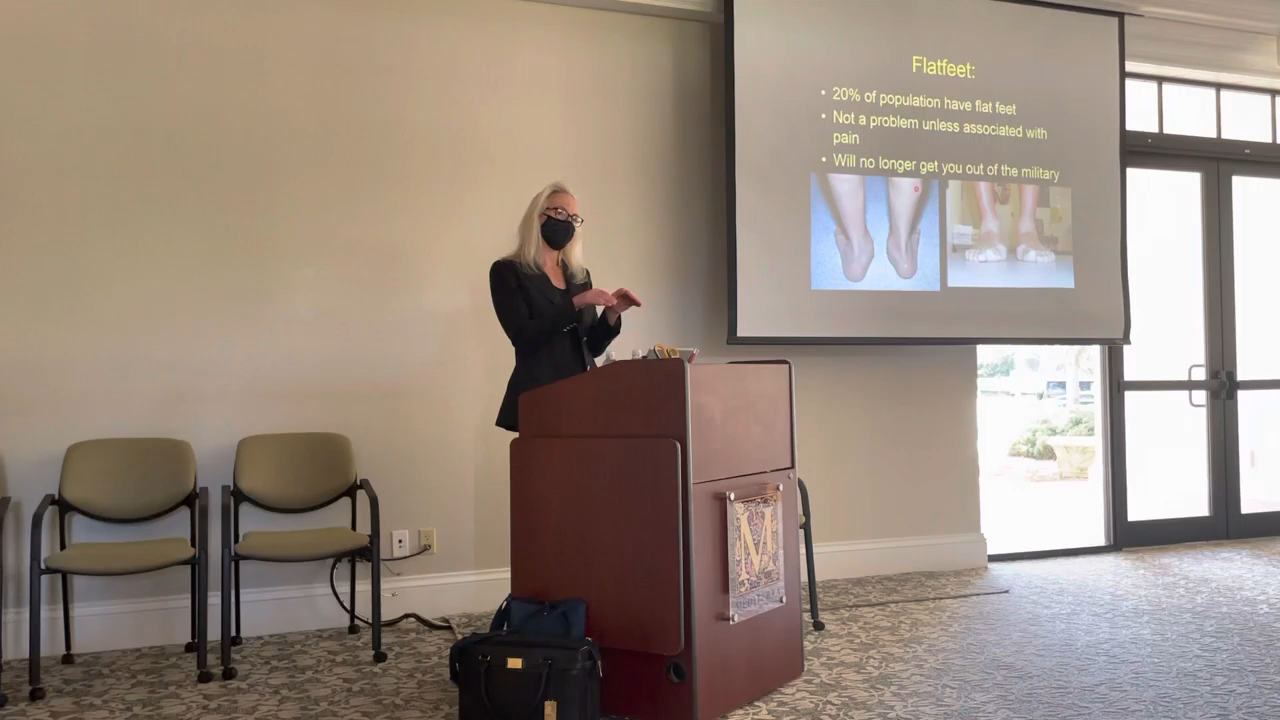 Flatfeet:
• 20% of population have flat feet
• Not a problem unless associated with
pain
• Will no longer get you out of the military
M